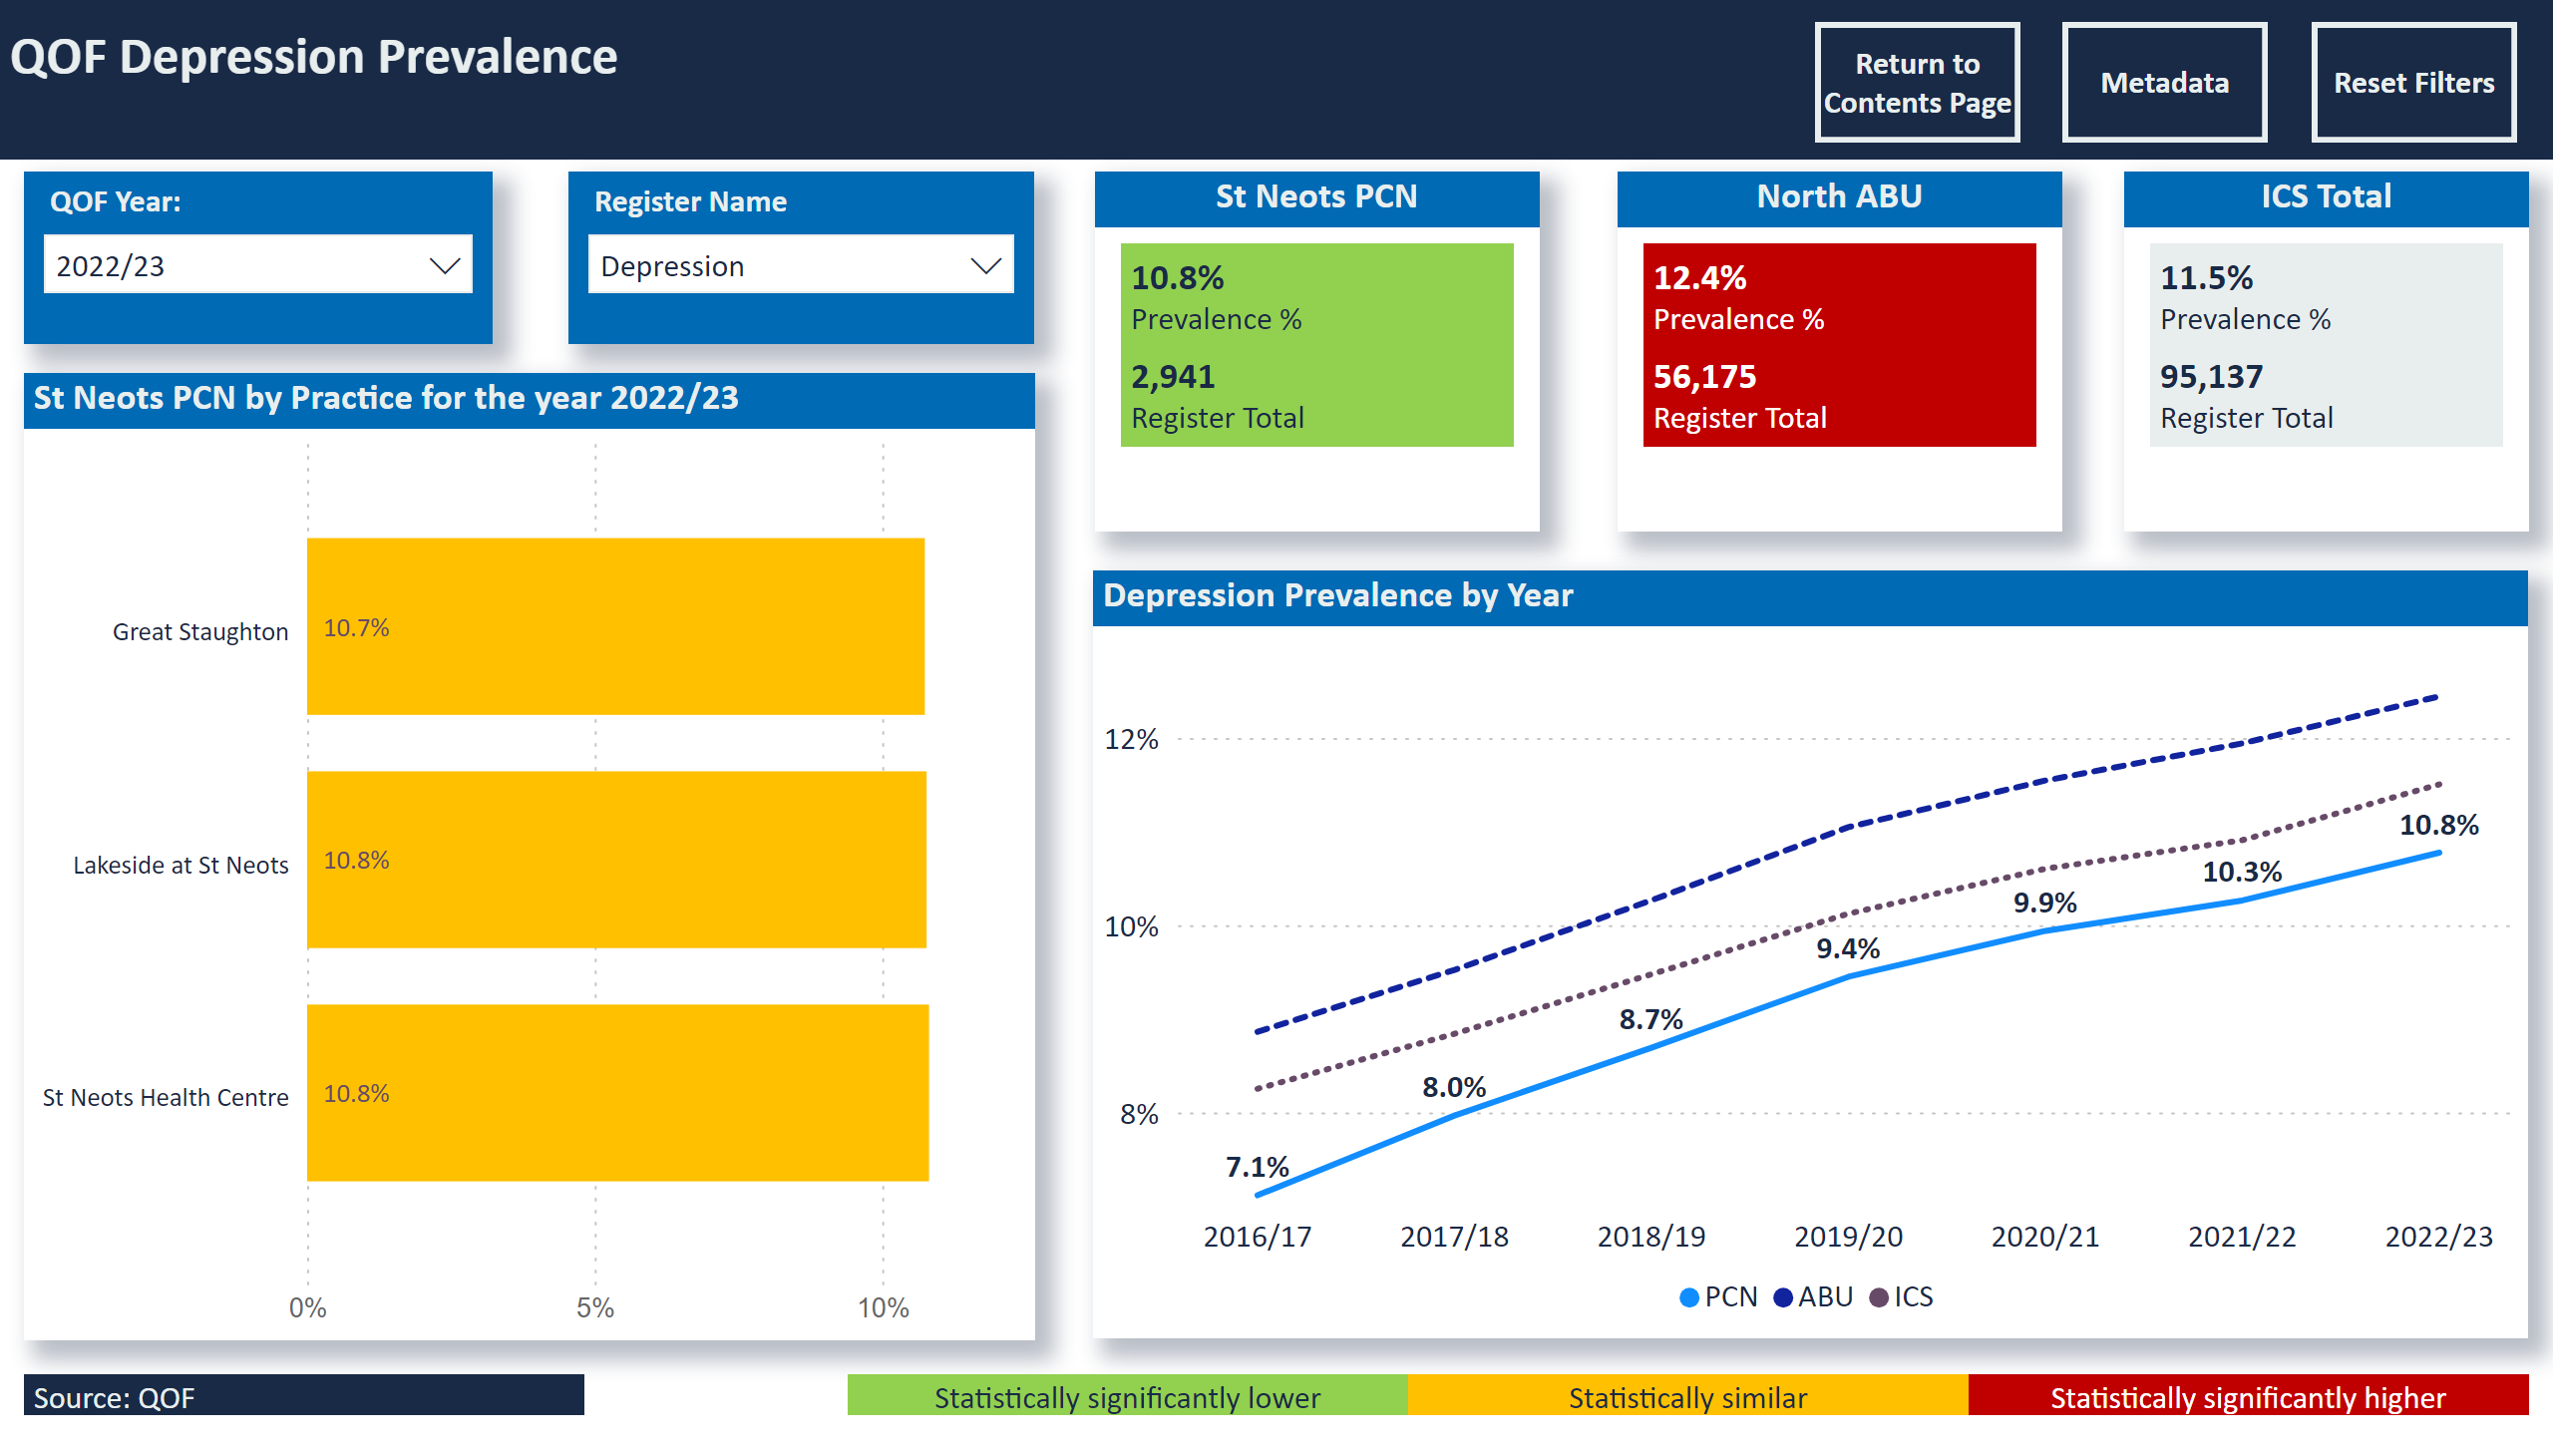 QOF Depression Prevalence
Return to
Contents Page
Metadata
Reset Filters
QOF Year:
2022/23
Register Name
Depression
St Neots PCN
10.8%
Prevalence %
2,941
Register Total
North ABU
12.4%
Prevalence %
56,175
Register Total
ICS Total
11.5%
Prevalence %
95,137
Register Total
St Neots PCN by Practice for the year 2022/23
Great Staughton
10.7%
Lakeside at St Neots
10.8%
St Neots Health Centre
10.8%
0%
5%
10%
Depression Prevalence by Year
12%
10%
8%
7.1%
8.0%
8.7%
9.4%
9.9%
10.3%
10.8%
2016/17
2017/18
2018/19
2019/20
2020/21
2021/22
2022/23
PCN
ABU
ICS
Source: QOF
Statistically significantly lower
Statistically similar
Statistically significantly higher